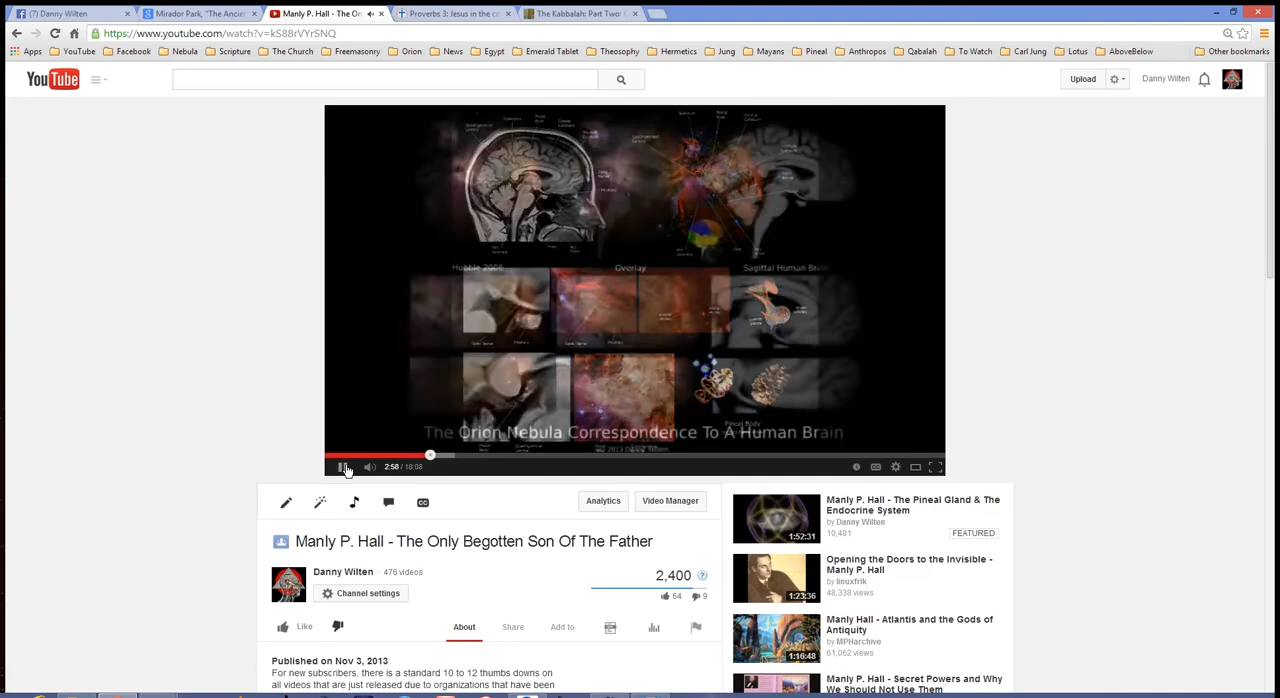 (7) Danny Wilten
Mirador Park, "The Ancie
Manly P. Hall - The On
Proverbs 3: Jesus in the co
The Kabbalah: Part Two:
https://www.youtube.com/watch?v=kS88rVYrSNQ
Apps YouTube Facebook Nebula Scripture The Church Freemasonry Orion News Egypt Emerald Tablet Theosophy Hermetics Jung Mayans Pineal Anthropos Qabalah To Watch Carl Jung Lotus AboveBelow Other bookmarks
YouTube
Upload
Danny Wilten
Hubble 2006 Overlay Sagittal Human Brain
Pineal Body
The Orion Nebula Correspondence To A Human Brain
2:58 / 18:08
Analytics
Video Manager
Manly P. Hall - The Only Begotten Son Of The Father
Danny Wilten · 476 videos
Channel settings
2,400
64 9
Like
About Share Add to
Published on Nov 3, 2013
For new subscribers, there is a standard 10 to 12 thumbs downs on
all videos that are just released due to organizations that have been
Manly P. Hall - The Pineal Gland & The
Endocrine System
by Danny Wilten
10,481
FEATURED
1:52:31
Opening the Doors to the Invisible -
Manly P. Hall
by linuxfrik
48,338 views
1:23:36
Manly Hall - Atlantis and the Gods of
Antiquity
by MPHarchive
61,062 views
1:16:48
Manly P. Hall - Secret Powers and Why
We Should Not Use Them